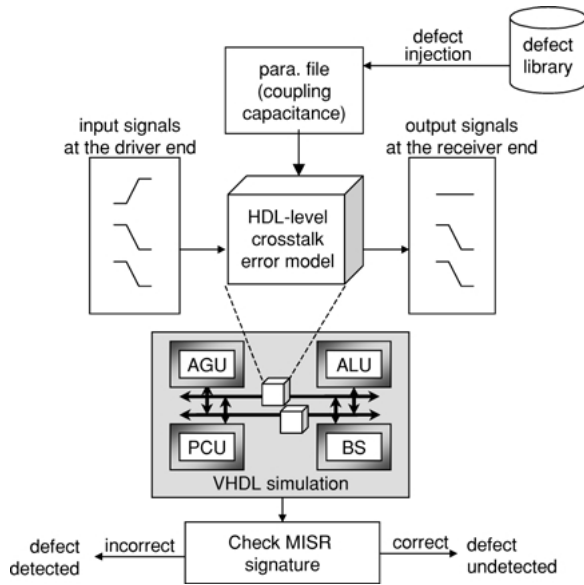 defect
injection
defect
library
para. file
(coupling
capacitance)
input signals
at the driver end
output signals
at the receiver end
HDL-level
crosstalk
error model
AGU
ALU
PCU
BS
VHDL simulation
Check MISR
signature
incorrect
defect
detected
correct
defect
undetected